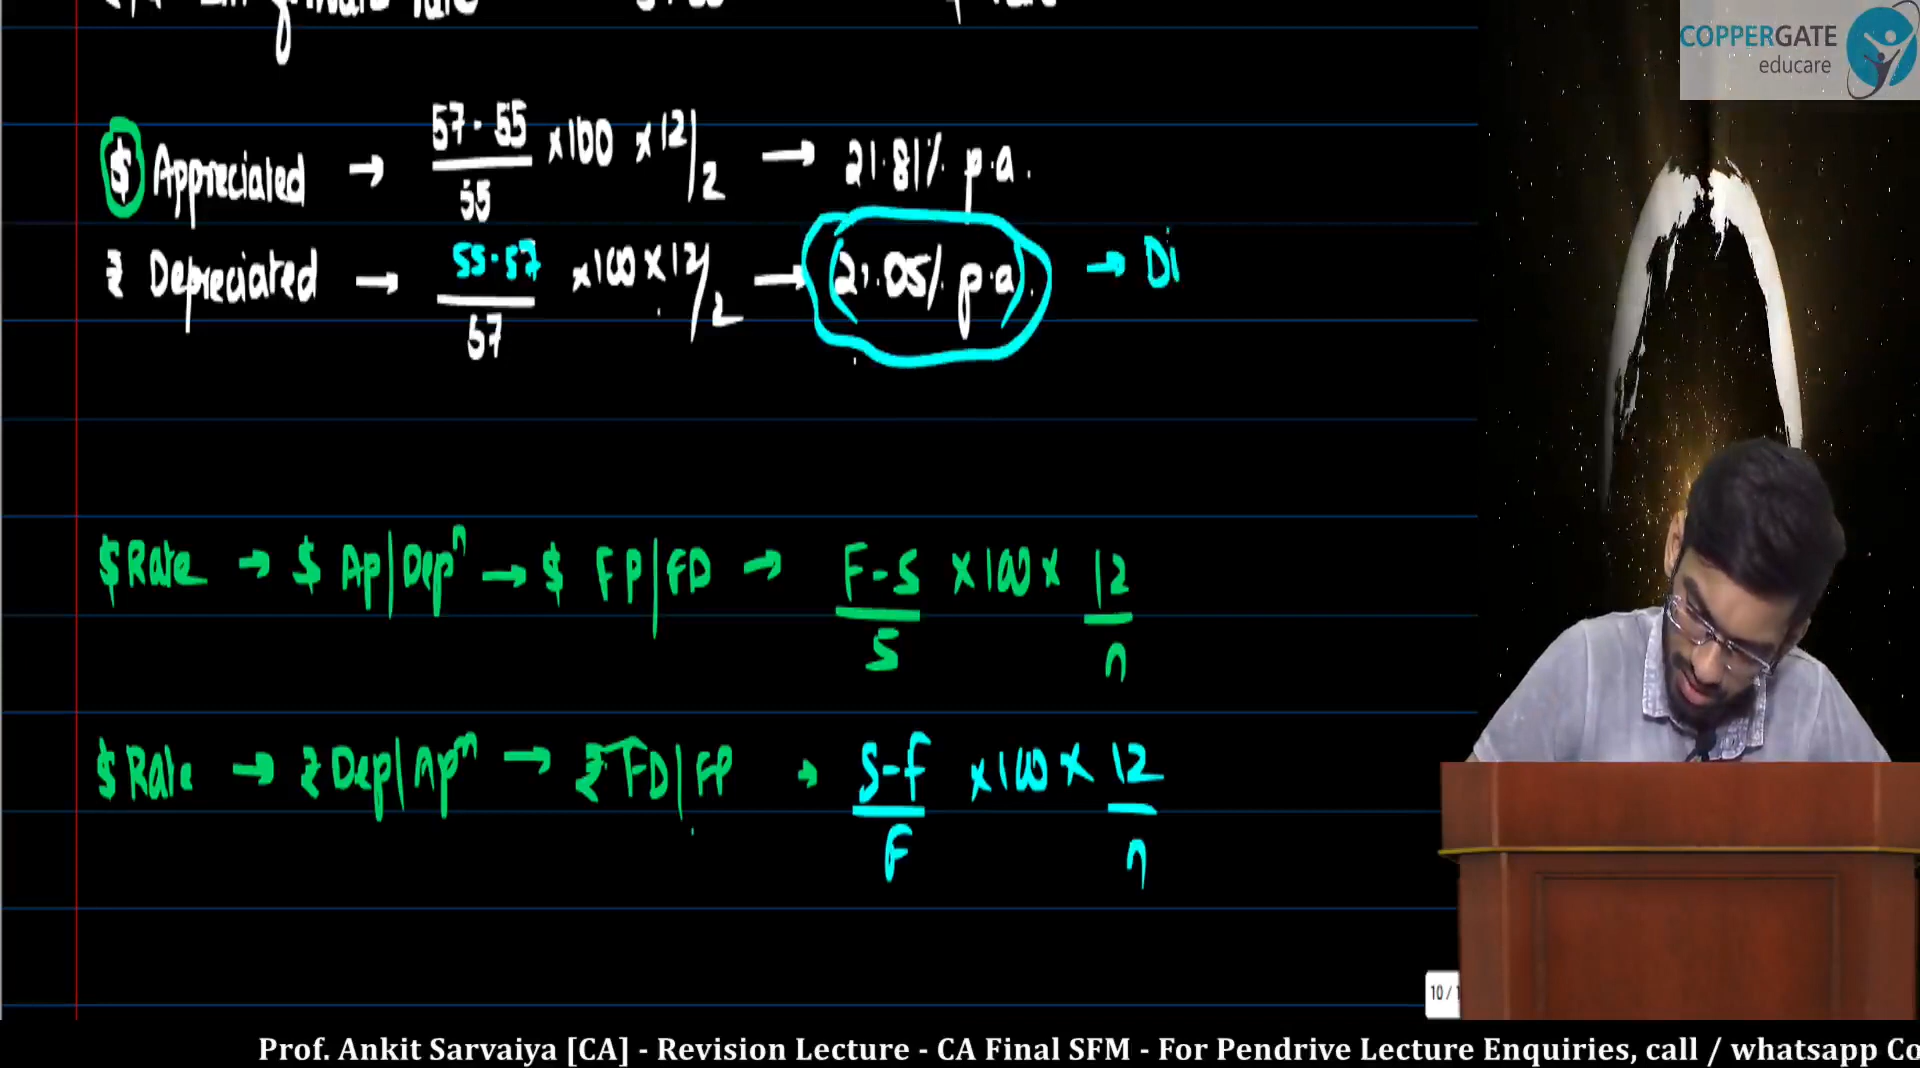 COPPERGATE
educare
$ Appreciated → 57-55/55 ×100 ×12/2 → 21.81% p.a.
₹ Depreciated → 55-57/57 ×100×12/2 → (21.05% p.a) → Di
$ Rate → $ Ap|Depⁿ → $ FP|FD → F-S/S ×100× 12/n
$ Rate → ₹ Dep|Apⁿ → ₹ FD|FP → S-F/F ×100× 12/n
10 / 1
Prof. Ankit Sarvaiya [CA] - Revision Lecture - CA Final SFM - For Pendrive Lecture Enquiries, call / whatsapp Co